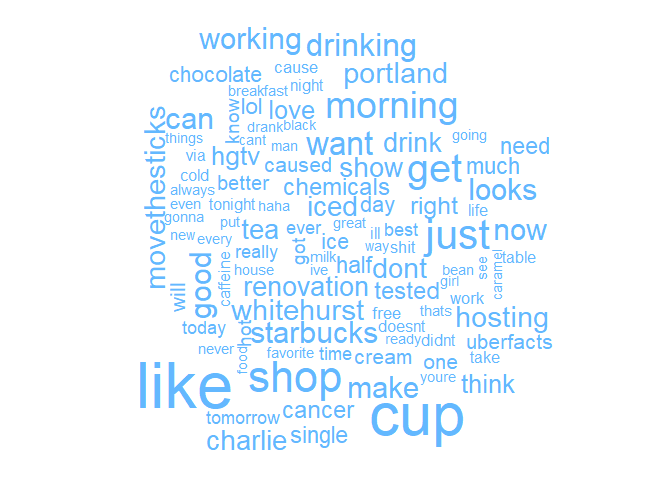 working
drinking
chocolate
cause
portland
breakfast
night
know
lol
love
morning
can
drank
black
things
cant
man
want
drink
going
need
via
hgtv
caused
show
get
much
movethesticks
cold
better
chemicals
looks
always
even
tonight
haha
iced
day
right
life
gonna
put
tea
ever
great
ill
best
just
now
new
every
really
got
ice
way
shit
good
caffeine
house
milk
ive
half
dont
bean
see
caramel
table
will
renovation
tested
girl
work
whitehurst
free
thats
hosting
today
hot
starbucks
doesnt
ready
didnt
uberfacts
never
food
favorite
time
cream
one
take
like
shop
make
youre
think
tomorrow
cancer
cup
charlie
single